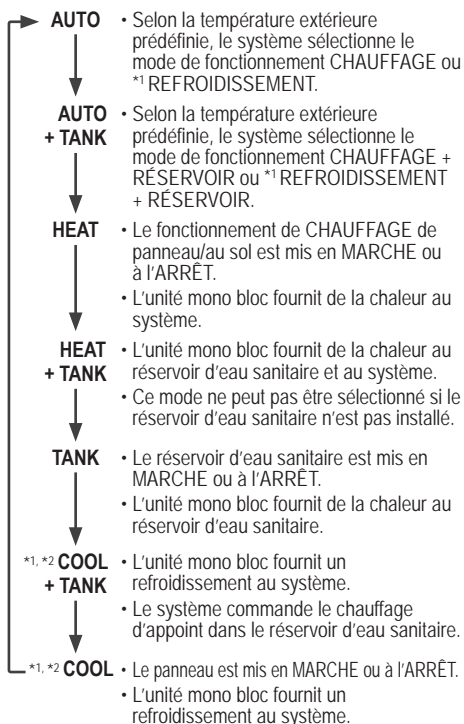 AUTO • Selon la température extérieure
prédéfinie, le système sélectionne le
mode de fonctionnement CHAUFFAGE ou
*1 REFROIDISSEMENT.
AUTO • Selon la température extérieure
+ TANK prédéfinie, le système sélectionne le
mode de fonctionnement CHAUFFAGE +
RÉSERVOIR ou *1 REFROIDISSEMENT
+ RÉSERVOIR.
HEAT • Le fonctionnement de CHAUFFAGE de
panneau/au sol est mis en MARCHE ou
à l'ARRÊT.
• L'unité mono bloc fournit de la chaleur au
système.
HEAT • L'unité mono bloc fournit de la chaleur au
+ TANK réservoir d'eau sanitaire et au système.
• Ce mode ne peut pas être sélectionné si le
réservoir d'eau sanitaire n'est pas installé.
TANK • Le réservoir d'eau sanitaire est mis en
MARCHE ou à l'ARRÊT.
• L'unité mono bloc fournit de la chaleur au
réservoir d'eau sanitaire.
*1, *2 COOL • L'unité mono bloc fournit un
+ TANK refroidissement au système.
• Le système commande le chauffage
d'appoint dans le réservoir d'eau sanitaire.
*1, *2 COOL • Le panneau est mis en MARCHE ou à l'ARRÊT.
• L'unité mono bloc fournit un
refroidissement au système.